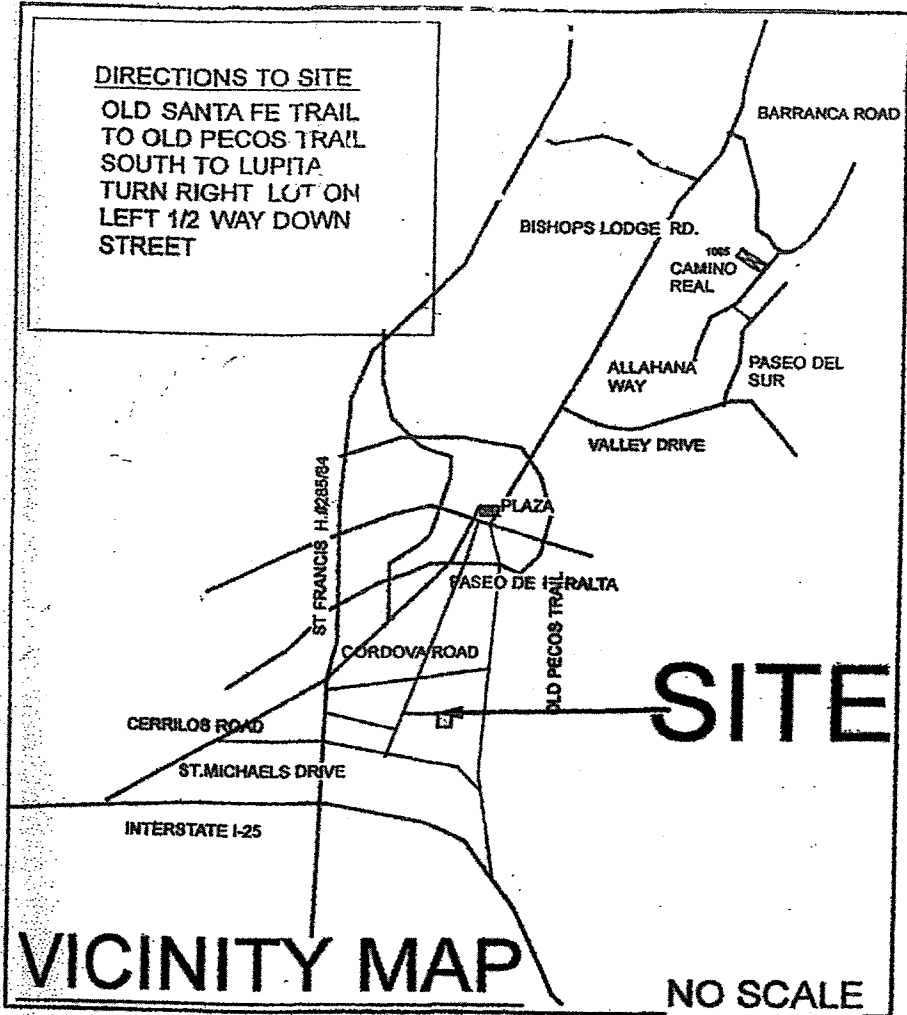 DIRECTIONS TO SITE
OLD SANTA FE TRAIL
TO OLD PECOS TRAIL
SOUTH TO LUPITA
TURN RIGHT LOT ON
LEFT 1/2 WAY DOWN
STREET
BARRANCA ROAD
BISHOPS LODGE RD.
1085
CAMINO
REAL
ALLAHANA
WAY
PASEO DEL
SUR
VALLEY DRIVE
ST FRANCIS H.#285/84
PLAZA
PASEO DE PERALTA
OLD PECOS TRAIL
CORDOVA ROAD
SITE
CERRILOS ROAD
ST.MICHAELS DRIVE
INTERSTATE I-25
VICINITY MAP
NO SCALE